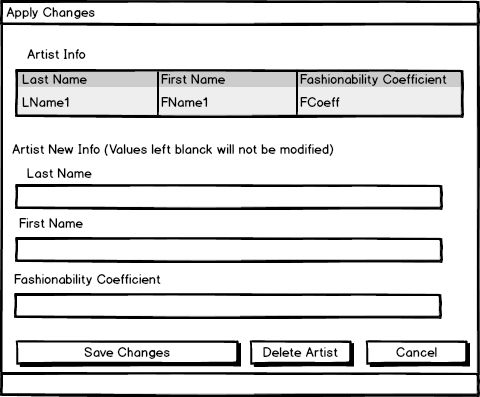 Apply Changes
Artist Info
Last Name First Name Fashionability Coefficient
LName1 FName1 FCoeff
Artist New Info (Values left blanck will not be modified)
Last Name
First Name
Fashionability Coefficient
Save Changes Delete Artist Cancel